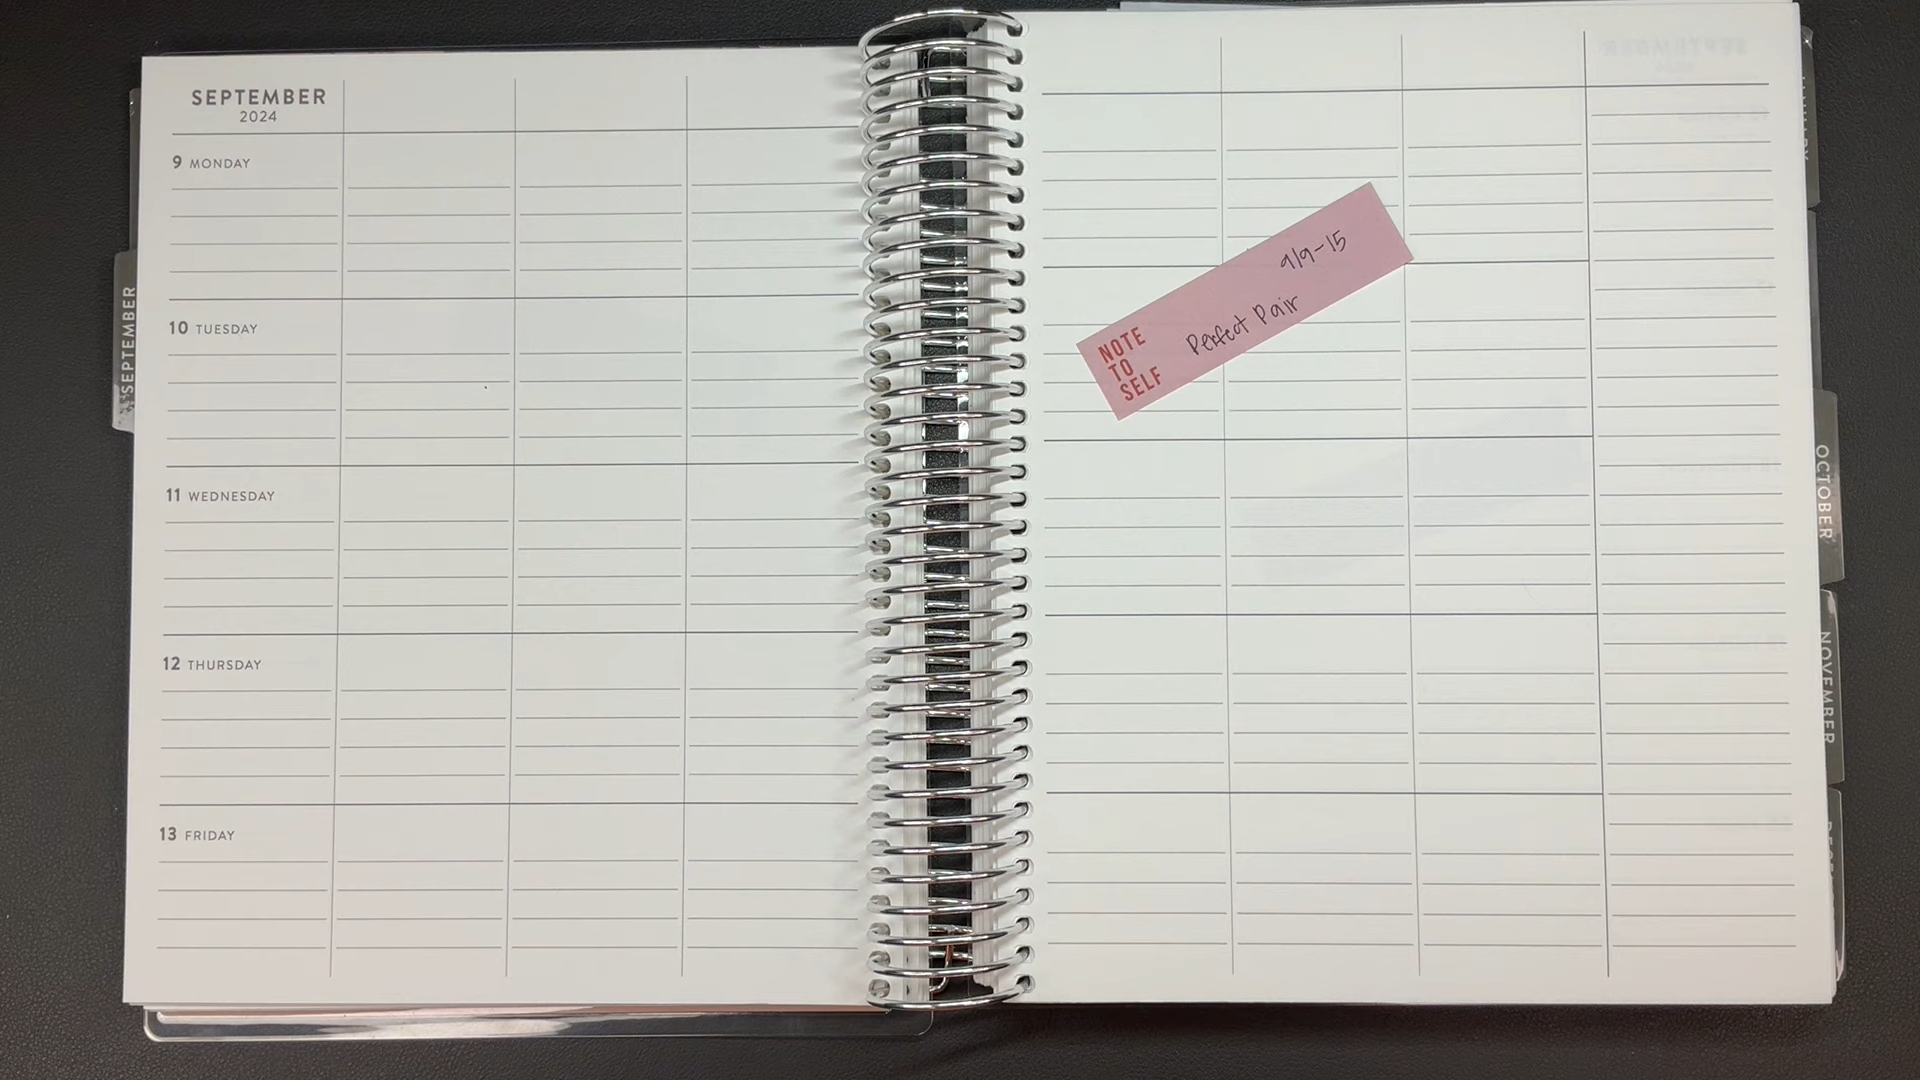 SEPTEMBER
2024
9 MONDAY
10 TUESDAY
11 WEDNESDAY
12 THURSDAY
13 FRIDAY
SEPTEMBER
9/9-15
Perfect Pair
NOTE
TO
SELF
OCTOBER
NOVEMBER